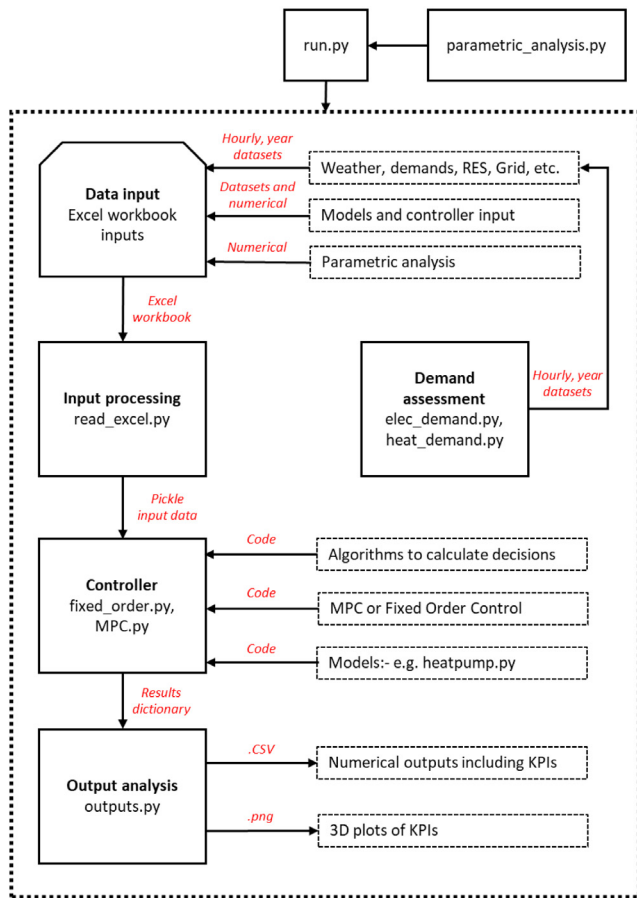 run.py
parametric_analysis.py
Hourly, year
datasets
Weather, demands, RES, Grid, etc.
Data input
Excel workbook
inputs
Datasets and
numerical
Models and controller input
Numerical
Parametric analysis
Excel
workbook
Input processing
read_excel.py
Demand
assessment
elec_demand.py,
heat_demand.py
Hourly, year
datasets
Pickle
input data
Controller
fixed_order.py,
MPC.py
Code
Algorithms to calculate decisions
Code
MPC or Fixed Order Control
Code
Models:- e.g. heatpump.py
Results
dictionary
Output analysis
outputs.py
.CSV
Numerical outputs including KPIs
.png
3D plots of KPIs